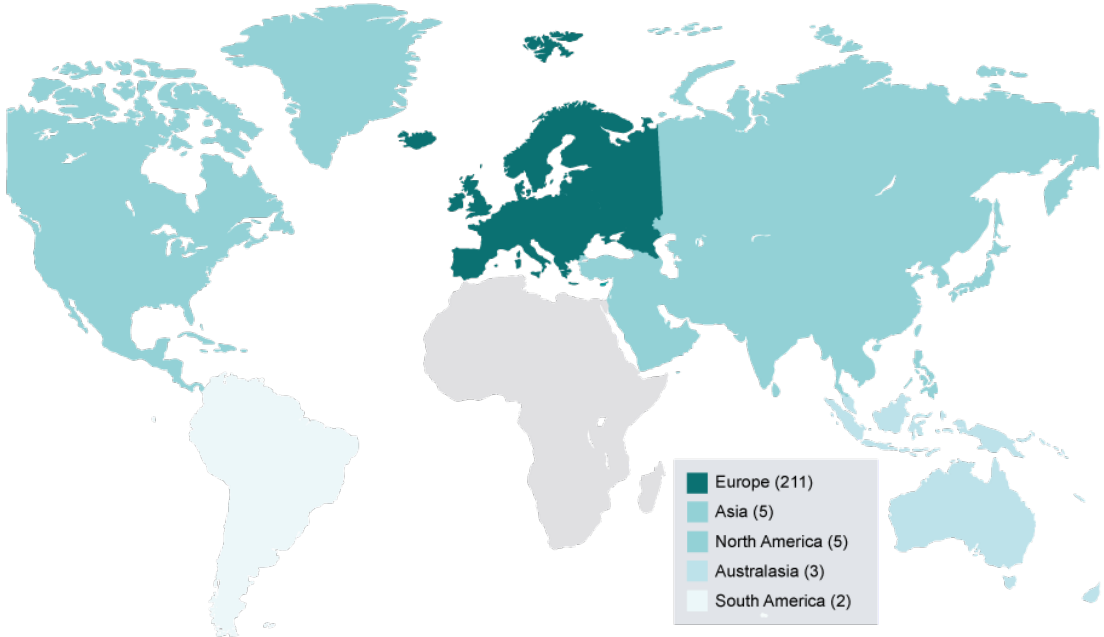 Europe (211)
Asia (5)
North America (5)
Australasia (3)
South America (2)